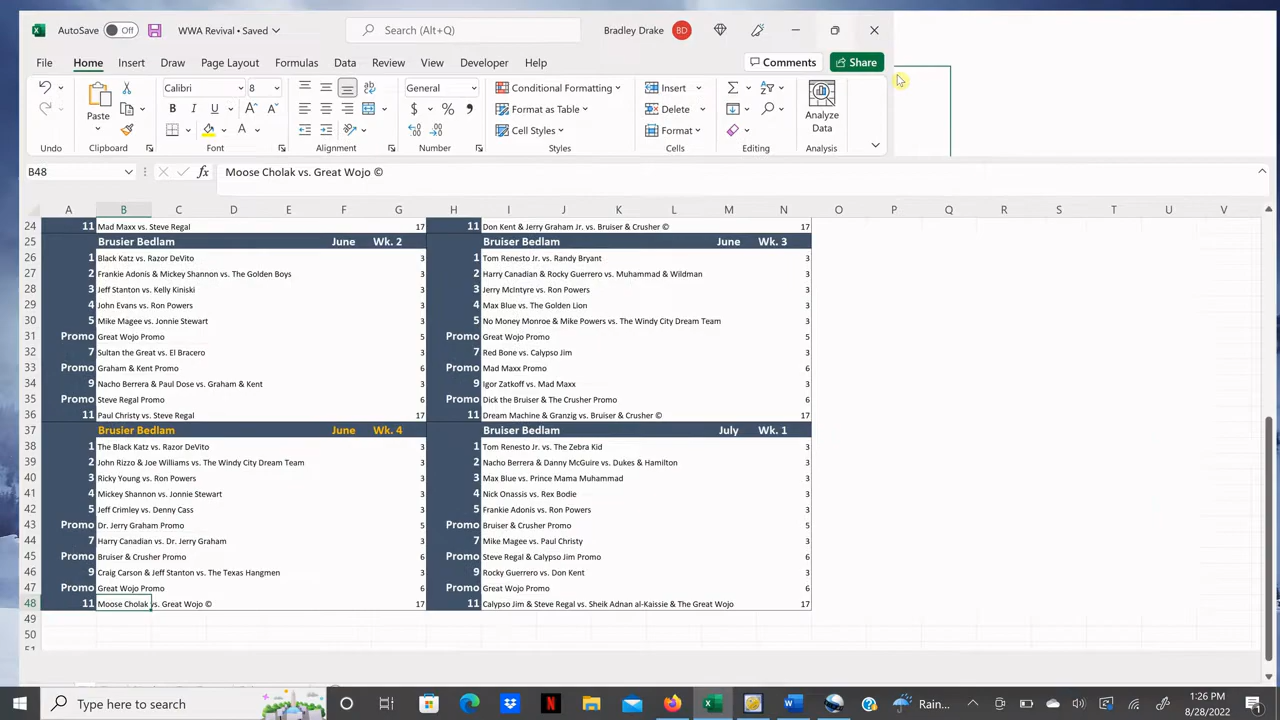 AutoSave Off WWA Revival • Saved Search (Alt+Q) Bradley Drake BD
File Home Insert Draw Page Layout Formulas Data Review View Developer Help Comments Share
Paste Calibri 8 General Conditional Formatting Format as Table Cell Styles Insert Delete Format Analyze Data
Undo Clipboard Font Alignment Number Styles Cells Editing Analysis
B48 fx Moose Cholak vs. Great Wojo ©
A B C D E F G H I J K L M N O P Q R S T U V
24 11 Mad Maxx vs. Steve Regal 17 11 Don Kent & Jerry Graham Jr. vs. Bruiser & Crusher © 17
25 Brusier Bedlam June Wk. 2 Bruiser Bedlam June Wk. 3
26 1 Black Katz vs. Razor DeVito 3 1 Tom Renesto Jr. vs. Randy Bryant 3
27 2 Frankie Adonis & Mickey Shannon vs. The Golden Boys 3 2 Harry Canadian & Rocky Guerrero vs. Muhammad & Wildman 3
28 3 Jeff Stanton vs. Kelly Kiniski 3 3 Jerry McIntyre vs. Ron Powers 3
29 4 John Evans vs. Ron Powers 3 4 Max Blue vs. The Golden Lion 3
30 5 Mike Magee vs. Jonnie Stewart 3 5 No Money Monroe & Mike Powers vs. The Windy City Dream Team 3
31 Promo Great Wojo Promo 5 Promo Great Wojo Promo 5
32 7 Sultan the Great vs. El Bracero 3 7 Red Bone vs. Calypso Jim 3
33 Promo Graham & Kent Promo 6 Promo Mad Maxx Promo 6
34 9 Nacho Berrera & Paul Dose vs. Graham & Kent 3 9 Igor Zatkoff vs. Mad Maxx 3
35 Promo Steve Regal Promo 6 Promo Dick the Bruiser & The Crusher Promo 6
36 11 Paul Christy vs. Steve Regal 17 11 Dream Machine & Granzig vs. Bruiser & Crusher © 17
37 Brusier Bedlam June Wk. 4 Bruiser Bedlam July Wk. 1
38 1 The Black Katz vs. Razor DeVito 3 1 Tom Renesto Jr. vs. The Zebra Kid 3
39 2 John Rizzo & Joe Williams vs. The Windy City Dream Team 3 2 Nacho Berrera & Danny McGuire vs. Dukes & Hamilton 3
40 3 Ricky Young vs. Ron Powers 3 3 Max Blue vs. Prince Mama Muhammad 3
41 4 Mickey Shannon vs. Jonnie Stewart 3 4 Nick Onassis vs. Rex Bodie 3
42 5 Jeff Crimley vs. Denny Cass 3 5 Frankie Adonis vs. Ron Powers 3
43 Promo Dr. Jerry Graham Promo 5 Promo Bruiser & Crusher Promo 5
44 7 Harry Canadian vs. Dr. Jerry Graham 3 7 Mike Magee vs. Paul Christy 3
45 Promo Bruiser & Crusher Promo 6 Promo Steve Regal & Calypso Jim Promo 6
46 9 Craig Carson & Jeff Stanton vs. The Texas Hangmen 3 9 Rocky Guerrero vs. Don Kent 3
47 Promo Great Wojo Promo 6 Promo Great Wojo Promo 6
48 11 Moose Cholak vs. Great Wojo © 17 11 Calypso Jim & Steve Regal vs. Sheik Adnan al-Kaissie & The Great Wojo 17
49
50
51
Type here to search Rain... 1:26 PM
8/28/2022